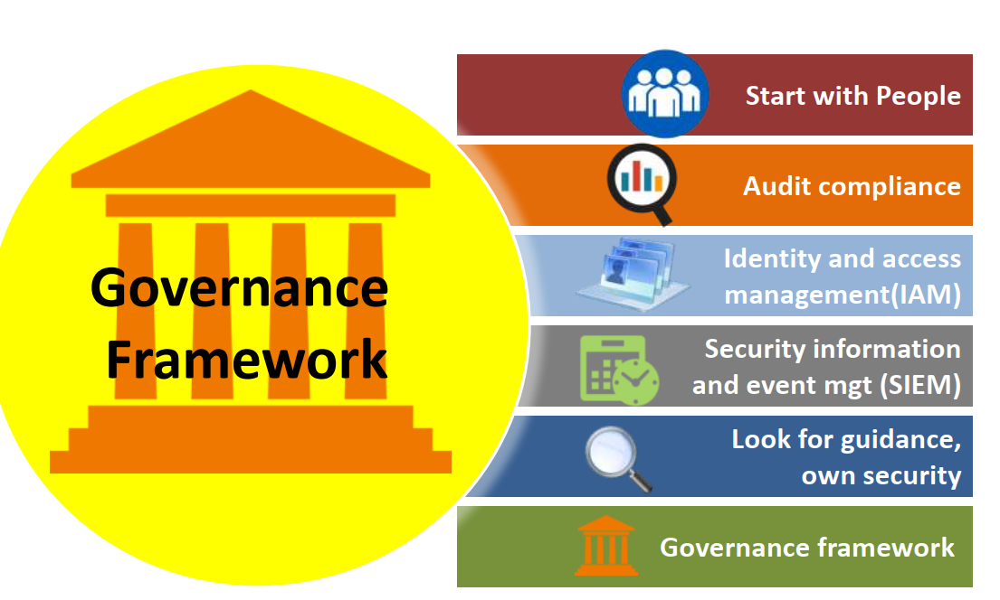 Governance
Framework
Start with People
Audit compliance
Identity and access
management(IAM)
Security information
and event mgt (SIEM)
Look for guidance,
own security
Governance framework